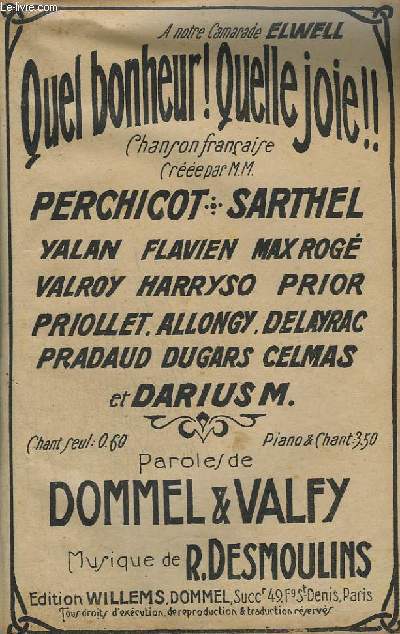 Le-livre.com
A notre Camarade ELWELL
Quel bonheur! Quelle joie!!
Chanson française
Créée par M.M.
PERCHICOT SARTHEL
YALAN FLAVIEN MAX ROGÉ
VALROY HARRYSO PRIOR
PRIOLLET. ALLONGY. DELAYRAC
PRADAUD DUGARS CELMAS
et DARIUS M.
Chant seul: 0.60 Piano & Chant: 3.50
Paroles de
DOMMEL & VALFY
Musique de R. DESMOULINS
Edition WILLEMS, DOMMEL, Succr 49, Fg St Denis, Paris
Tous droits d'exécution, de reproduction & traduction réservés